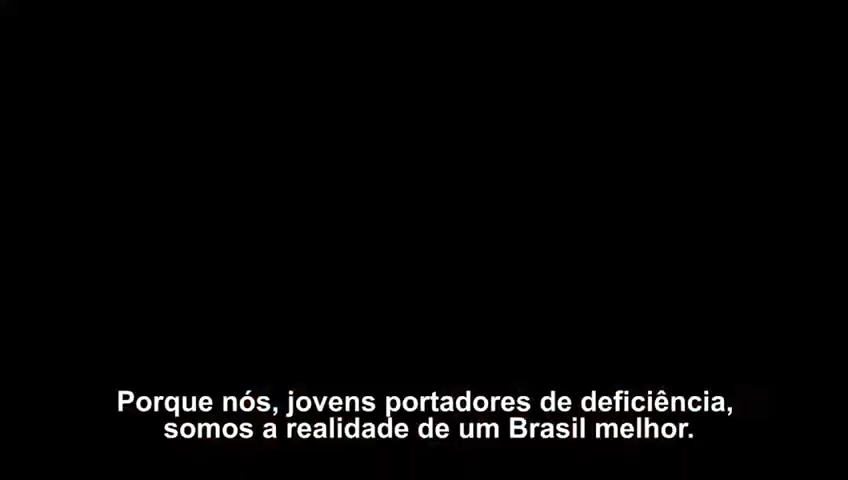 Porque nós, jovens portadores de deficiência,
somos a realidade de um Brasil melhor.